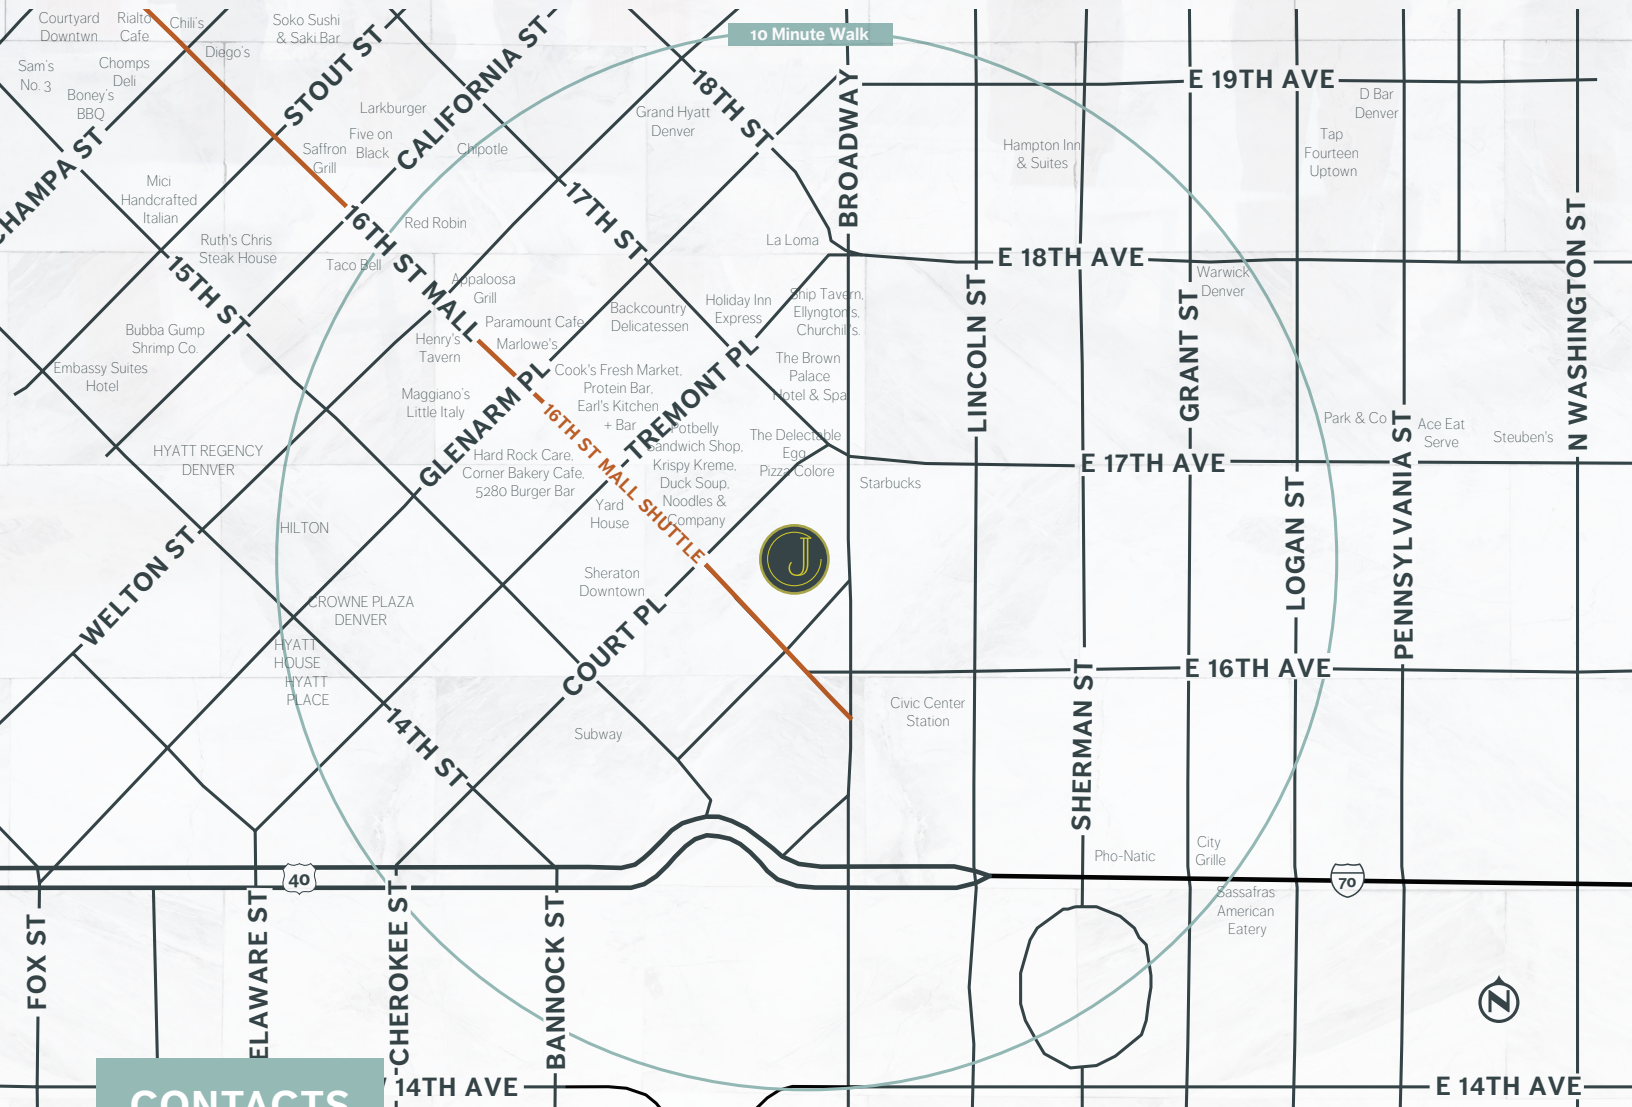 Courtyard
Downtwn
Rialto
Cafe
Chili's
Diego's
Soko Sushi
& Saki Bar
Sam's
No. 3
Chomps
Deli
Boney's
BBQ
STOUT ST
CALIFORNIA ST
10 Minute Walk
18TH ST
BROADWAY
E 19TH AVE
D Bar
Denver
Larkburger
Five on
Black
Saffron
Grill
Chipotle
Grand Hyatt
Denver
Hampton Inn
& Suites
Tap
Fourteen
Uptown
HAMPA ST
Mici
Handcrafted
Italian
16TH ST MALL
17TH ST
Red Robin
La Loma
Ruth's Chris
Steak House
Taco Bell
E 18TH AVE
N WASHINGTON ST
15TH ST
Appaloosa
Grill
Warwick
Denver
Backcountry
Delicatessen
Holiday Inn
Express
Ship Tavern,
Ellyngton's,
Churchill's.
LINCOLN ST
GRANT ST
Bubba Gump
Shrimp Co.
Paramount Cafe
Marlowe's
Henry's
Tavern
Embassy Suites
Hotel
GLENARM PL
TREMONT PL
The Brown
Palace
Hotel & Spa
Cook's Fresh Market,
Protein Bar,
Earl's Kitchen
+ Bar
Maggiano's
Little Italy
16TH ST MALL SHUTTLE
Potbelly
Sandwich Shop,
Krispy Kreme,
Duck Soup,
Noodles &
Company
The Delectable
Egg
Pizza Colore
Park & Co
Ace Eat
Serve
Steuben's
PENNSYLVANIA ST
HYATT REGENCY
DENVER
Hard Rock Care,
Corner Bakery Cafe,
5280 Burger Bar
E 17TH AVE
Starbucks
LOGAN ST
Yard
House
HILTON
J
WELTON ST
Sheraton
Downtown
CROWNE PLAZA
DENVER
COURT PL
HYATT
HOUSE
HYATT
PLACE
E 16TH AVE
SHERMAN ST
14TH ST
Civic Center
Station
Subway
Pho-Natic
City
Grille
40
70
Sassafras
American
Eatery
FOX ST
ELAWARE ST
CHEROKEE ST
BANNOCK ST
N
CONTACTS
14TH AVE
E 14TH AVE